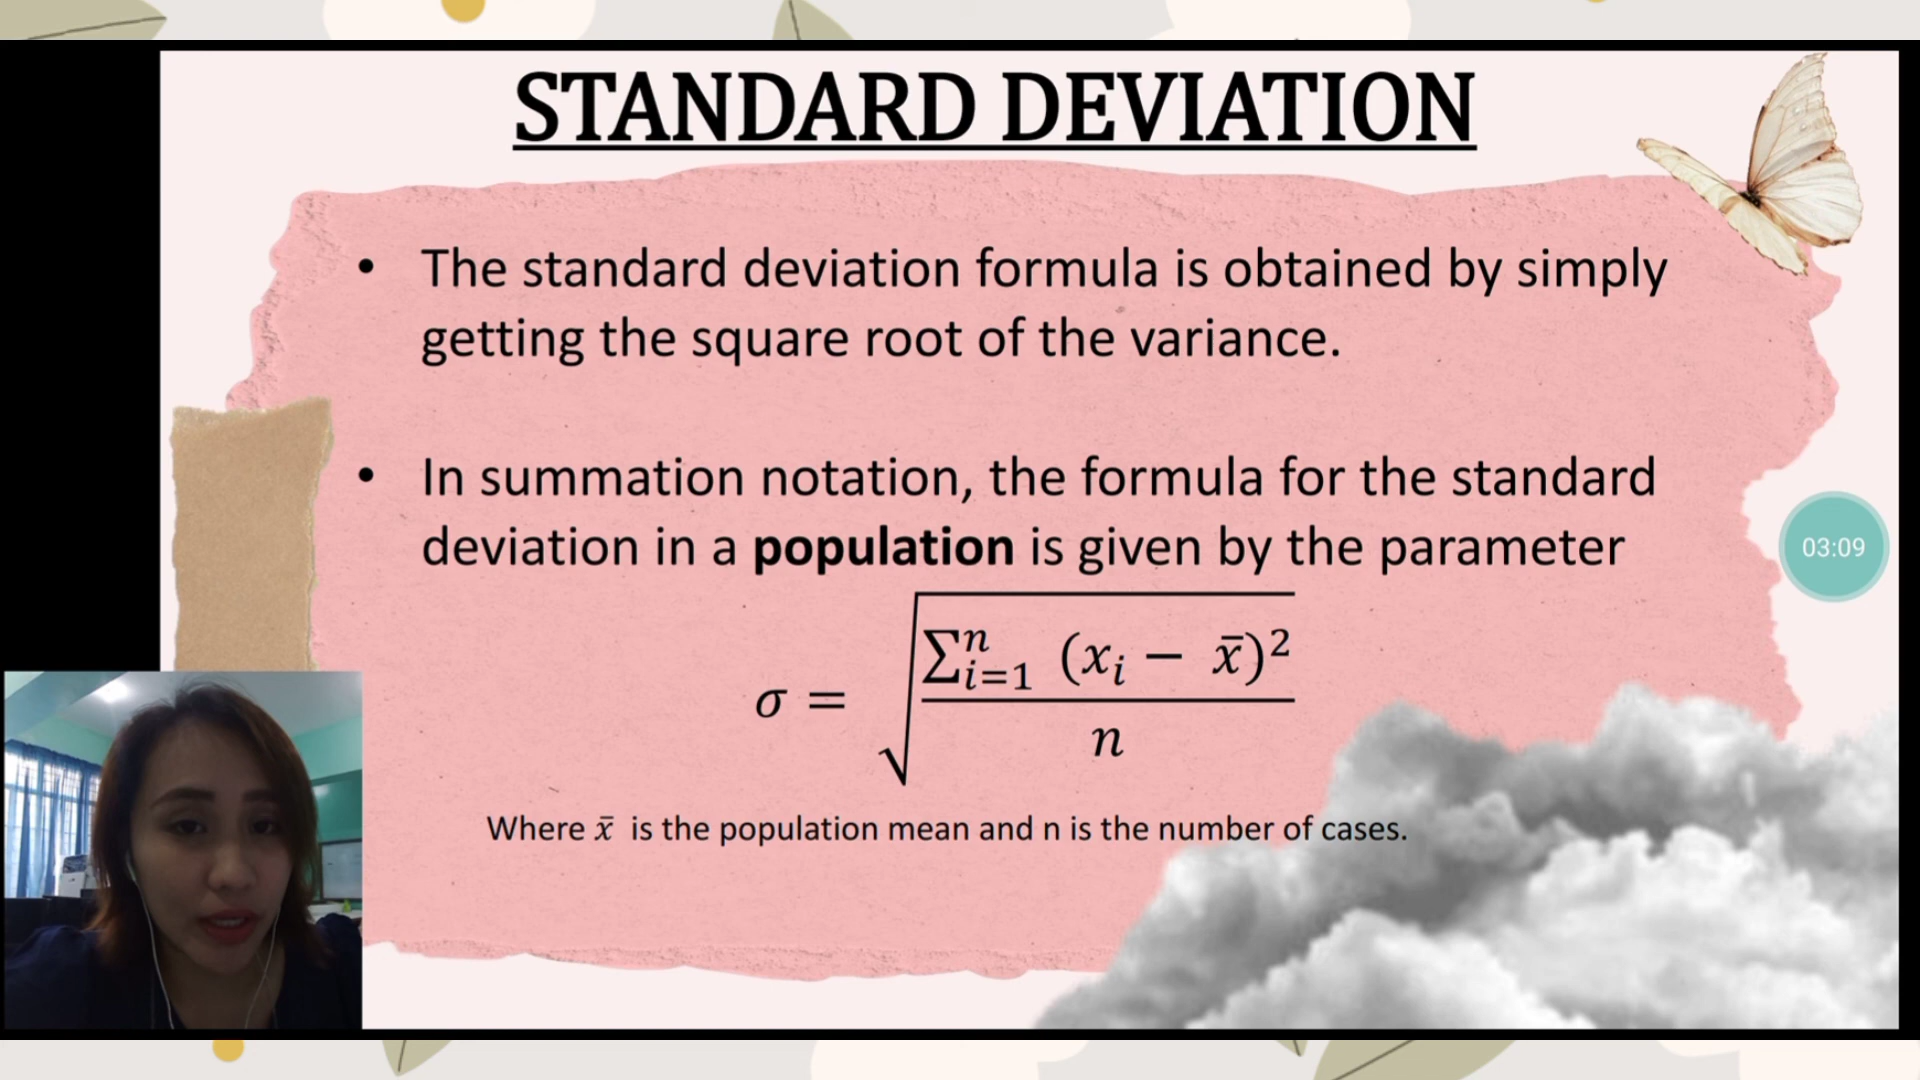 STANDARD DEVIATION
• The standard deviation formula is obtained by simply
getting the square root of the variance.
• In summation notation, the formula for the standard
deviation in a population is given by the parameter
σ = √(∑ⁿᵢ₌₁ (xᵢ − x̄)² / n)
Where x̄ is the population mean and n is the number of cases.
03:09